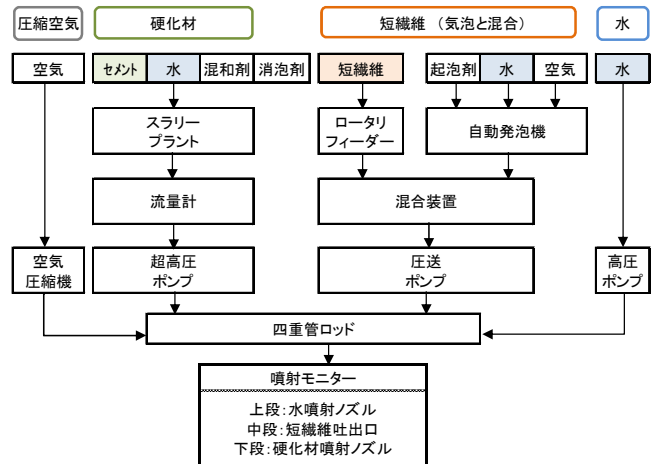 圧縮空気
硬化材
短繊維 （気泡と混合）
水
空気
セメント
水
混和剤
消泡剤
短繊維
起泡剤
水
空気
水
スラリー
プラント
ロータリ
フィーダー
自動発泡機
流量計
混合装置
空気
圧縮機
超高圧
ポンプ
圧送
ポンプ
高圧
ポンプ
四重管ロッド
噴射モニター
上段：水噴射ノズル
中段：短繊維吐出口
下段：硬化材噴射ノズル